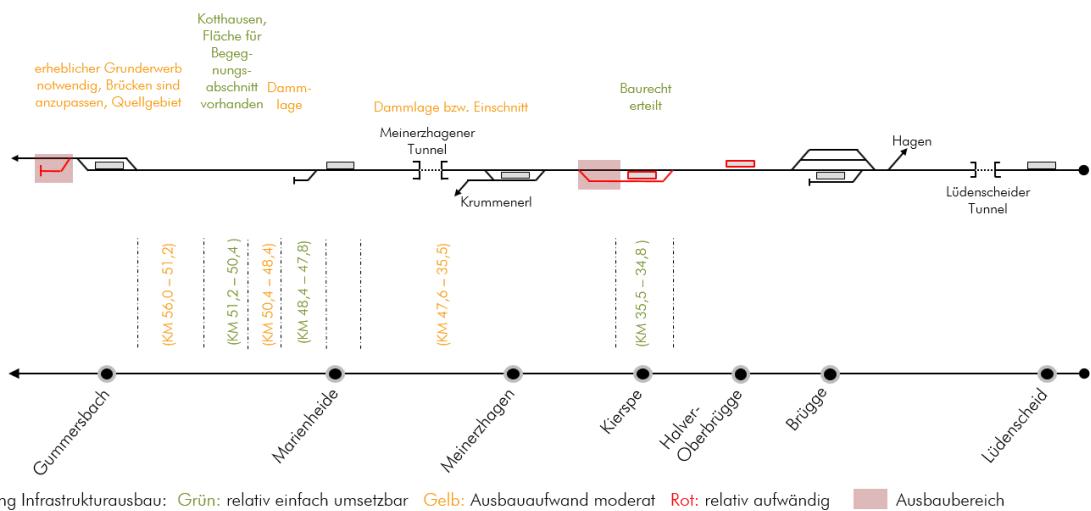 Kotthausen,
Fläche für
Begeg-
nungs-
abschnitt
vorhanden
erheblicher Grunderwerb
notwendig, Brücken sind
anzupassen, Quellgebiet
Damm-
lage
Dammlage bzw. Einschnitt
Baurecht
erteilt
Meinerzhagener
Tunnel
Krummenerl
Hagen
Lüdenscheider
Tunnel
(KM 56,0 – 51,2)
(KM 51,2 – 50,4 )
(KM 50,4 – 48,4)
(KM 48,4 – 47,8)
(KM 47,6 – 35,5)
(KM 35,5 – 34,8 )
Gummersbach
Marienheide
Meinerzhagen
Kierspe
Halver-
Oberbrügge
Brügge
Lüdenscheid
ng Infrastrukturausbau: Grün: relativ einfach umsetzbar Gelb: Ausbauaufwand moderat Rot: relativ aufwändig Ausbaubereich